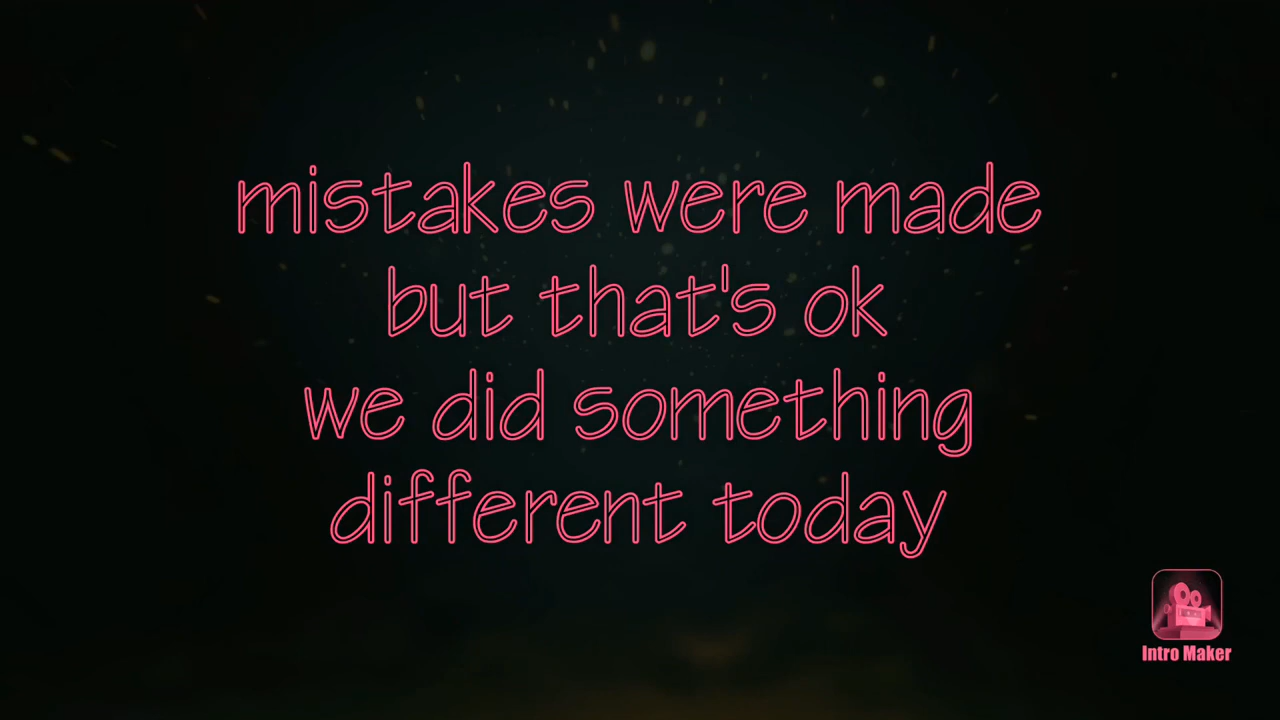 mistakes were made
but that's ok
we did something
different today
Intro Maker